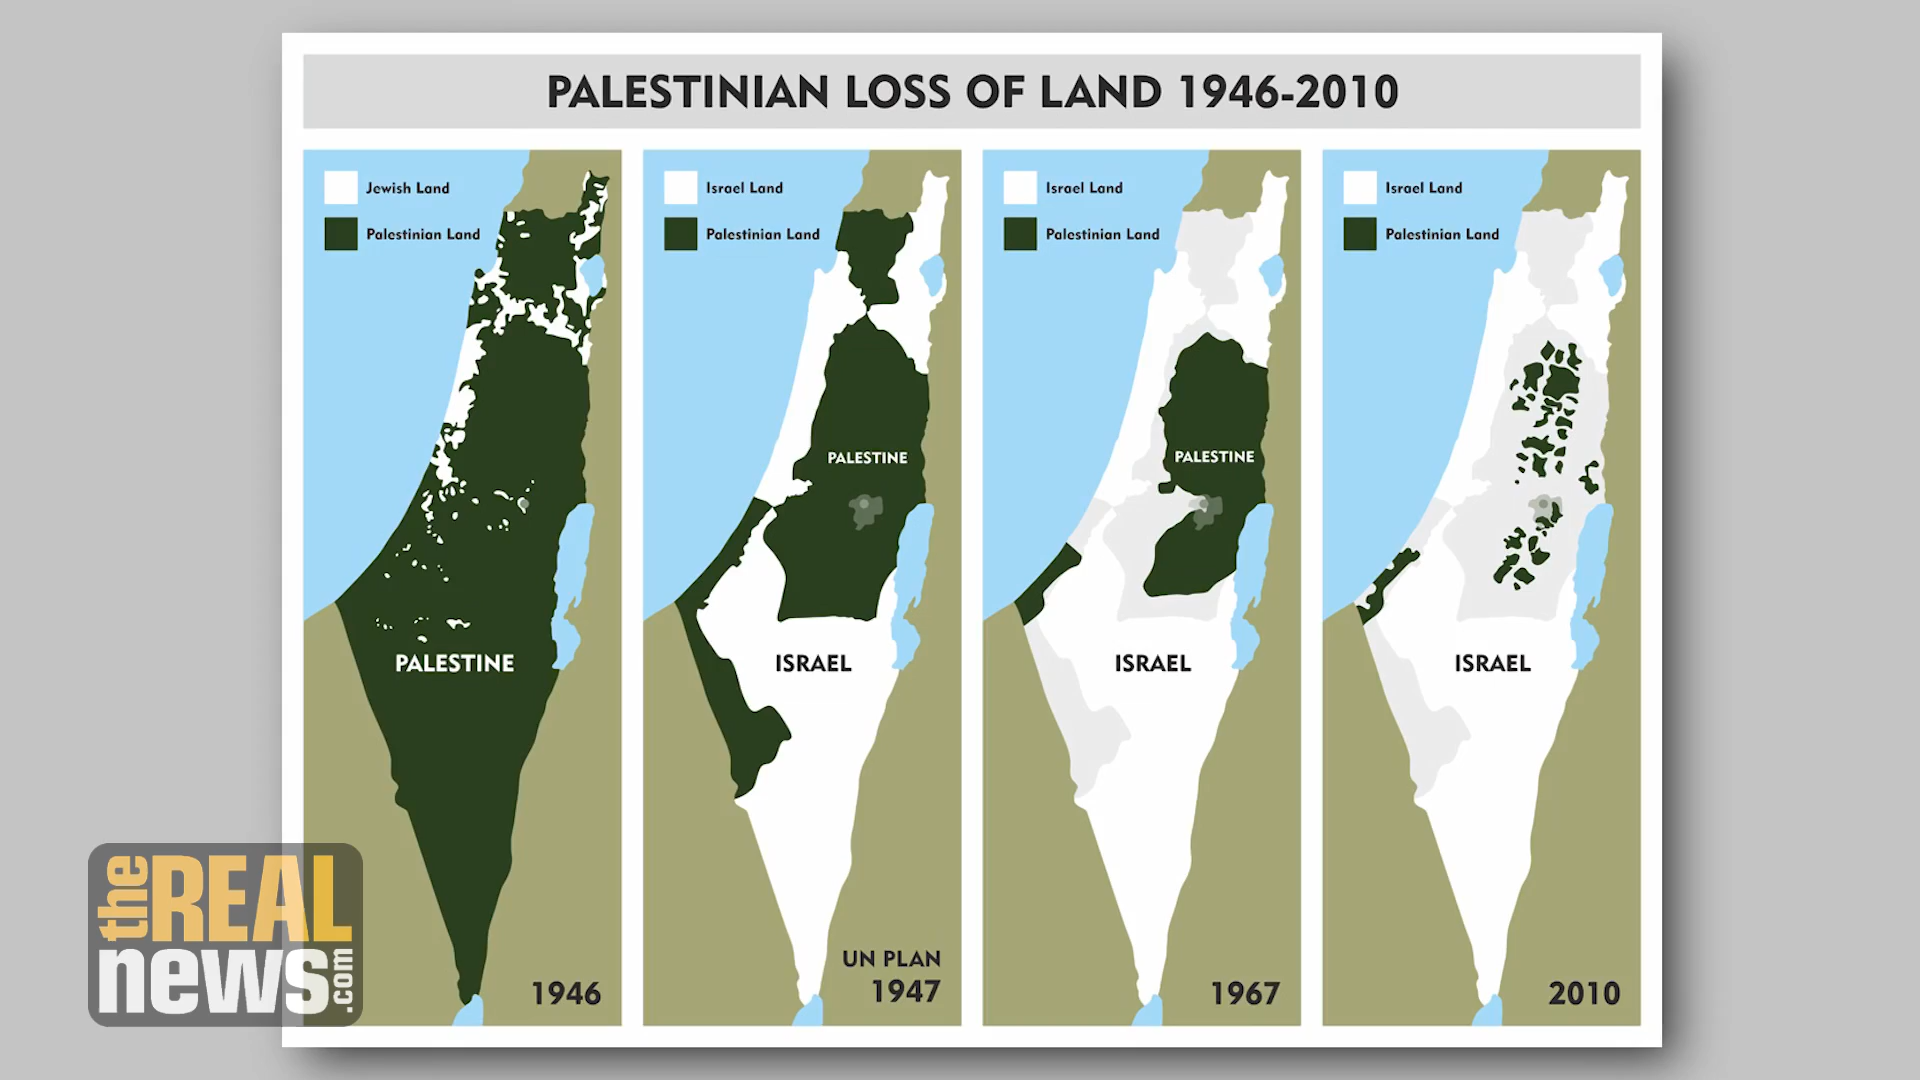 PALESTINIAN LOSS OF LAND 1946-2010
Jewish Land
Palestinian Land
PALESTINE
1946
Israel Land
Palestinian Land
PALESTINE
ISRAEL
UN PLAN
1947
Israel Land
Palestinian Land
PALESTINE
ISRAEL
1967
Israel Land
Palestinian Land
ISRAEL
2010
the REAL
news.com